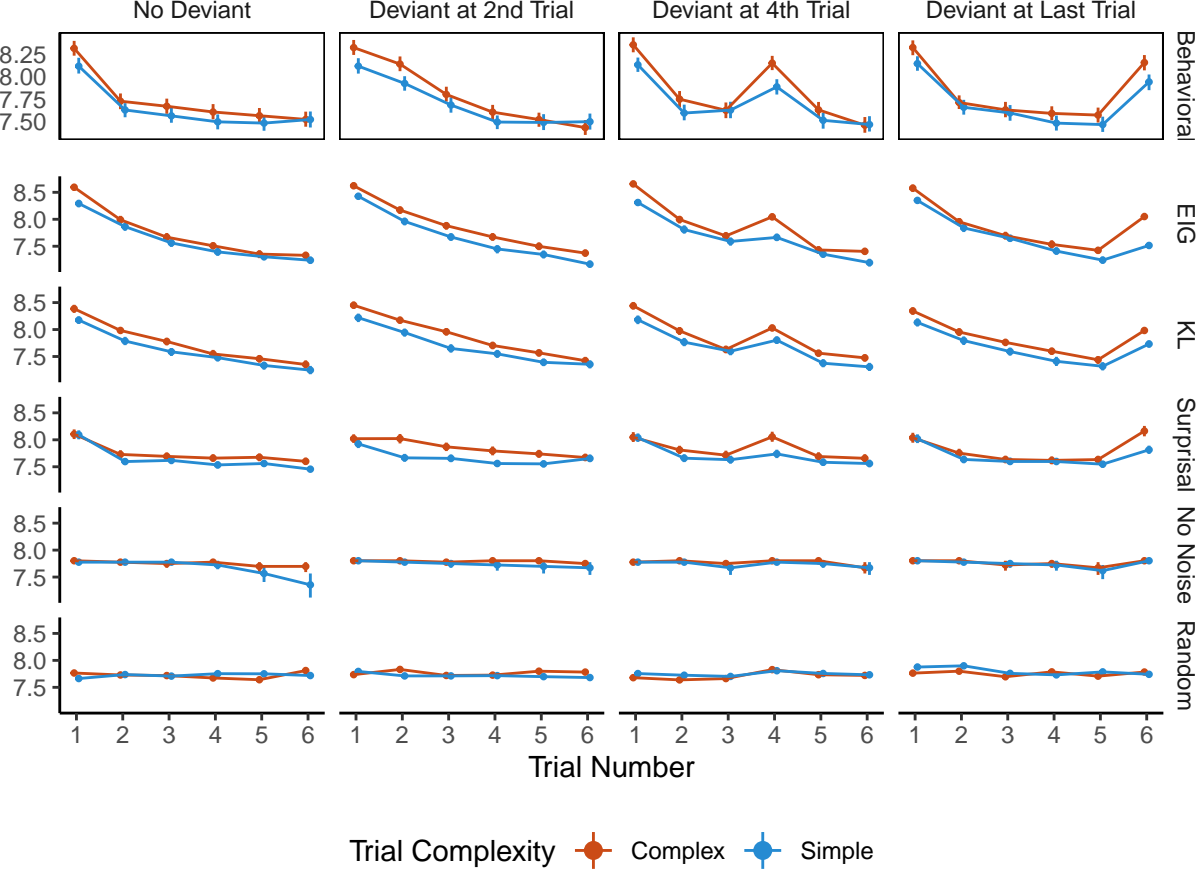 No Deviant Deviant at 2nd Trial Deviant at 4th Trial Deviant at Last Trial
8.25
8.00
7.75
7.50
Behavioral
8.5
8.0
7.5
EIG
8.5
8.0
7.5
KL
8.5
8.0
7.5
Surprisal
8.5
8.0
7.5
No Noise
8.5
8.0
7.5
Random
1 2 3 4 5 6 1 2 3 4 5 6 1 2 3 4 5 6 1 2 3 4 5 6
Trial Number
Trial Complexity Complex Simple